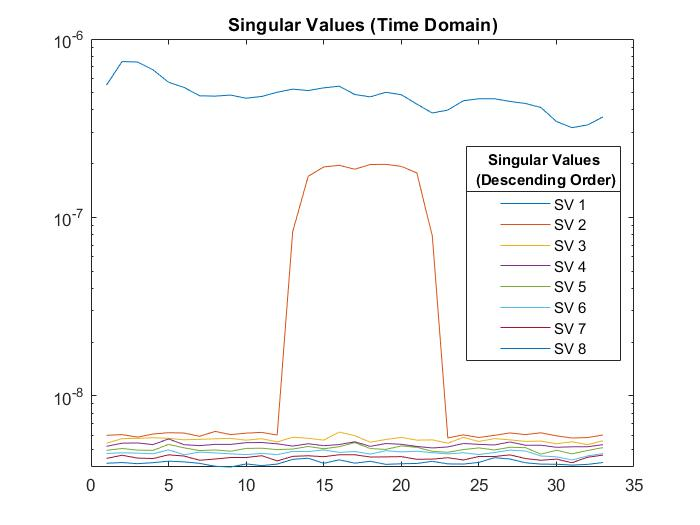 Singular Values (Time Domain)
10-6
10-7
10-8
Singular Values
(Descending Order)
SV 1
SV 2
SV 3
SV 4
SV 5
SV 6
SV 7
SV 8
0 5 10 15 20 25 30 35